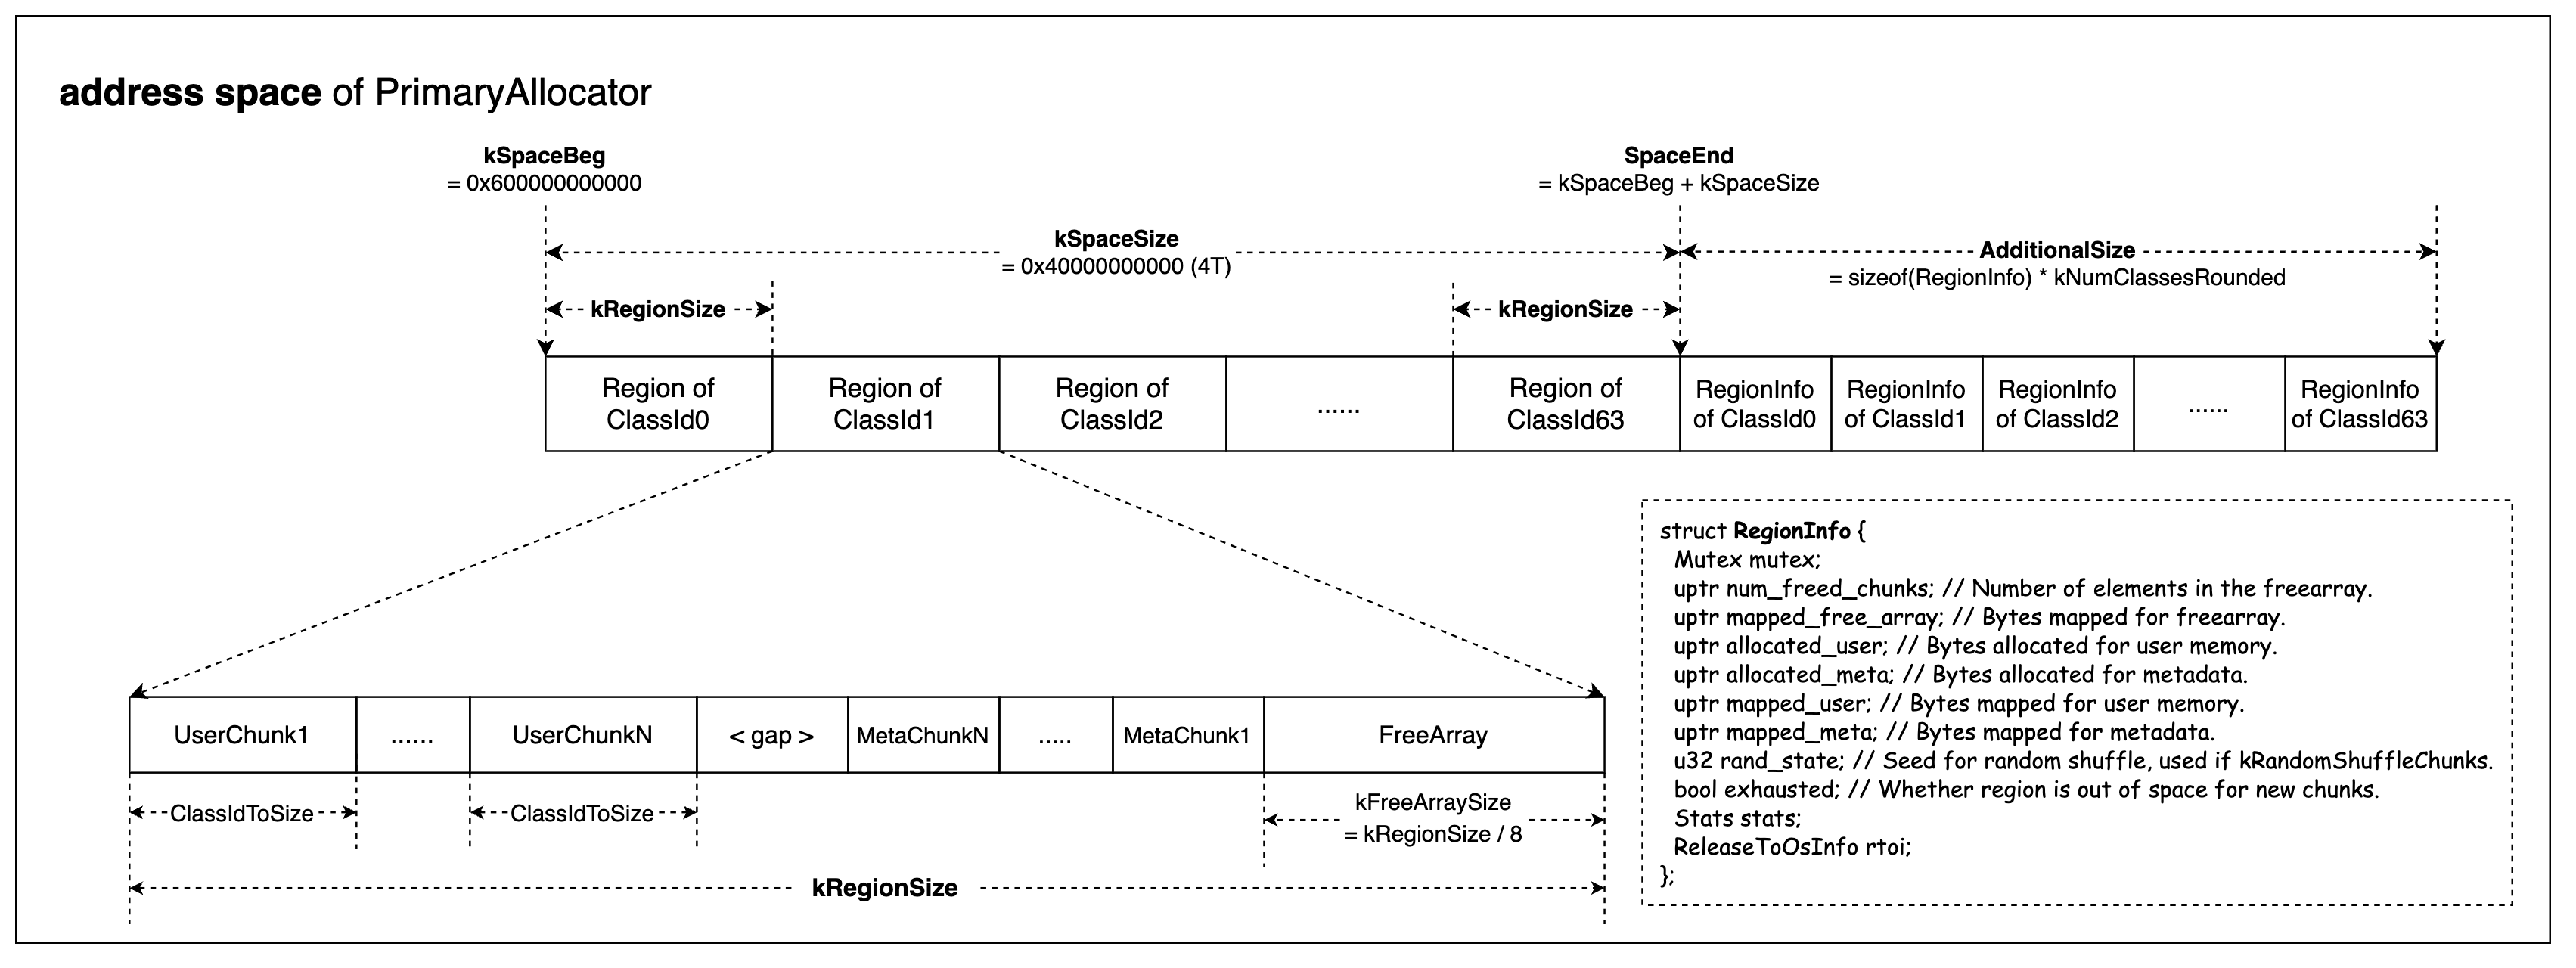 address space of PrimaryAllocator
kSpaceBeg
= 0x600000000000
SpaceEnd
= kSpaceBeg + kSpaceSize
kSpaceSize
= 0x40000000000 (4T)
AdditionalSize
= sizeof(RegionInfo) * kNumClassesRounded
kRegionSize
kRegionSize
Region of
ClassId0
Region of
ClassId1
Region of
ClassId2
......
Region of
ClassId63
RegionInfo
of ClassId0
RegionInfo
of ClassId1
RegionInfo
of ClassId2
......
RegionInfo
of ClassId63
UserChunk1
......
UserChunkN
< gap >
MetaChunkN
.....
MetaChunk1
FreeArray
ClassIdToSize
ClassIdToSize
kFreeArraySize
= kRegionSize / 8
kRegionSize
struct RegionInfo {
Mutex mutex;
uptr num_freed_chunks; // Number of elements in the freearray.
uptr mapped_free_array; // Bytes mapped for freearray.
uptr allocated_user; // Bytes allocated for user memory.
uptr allocated_meta; // Bytes allocated for metadata.
uptr mapped_user; // Bytes mapped for user memory.
uptr mapped_meta; // Bytes mapped for metadata.
u32 rand_state; // Seed for random shuffle, used if kRandomShuffleChunks.
bool exhausted; // Whether region is out of space for new chunks.
Stats stats;
ReleaseToOsInfo rtoi;
};